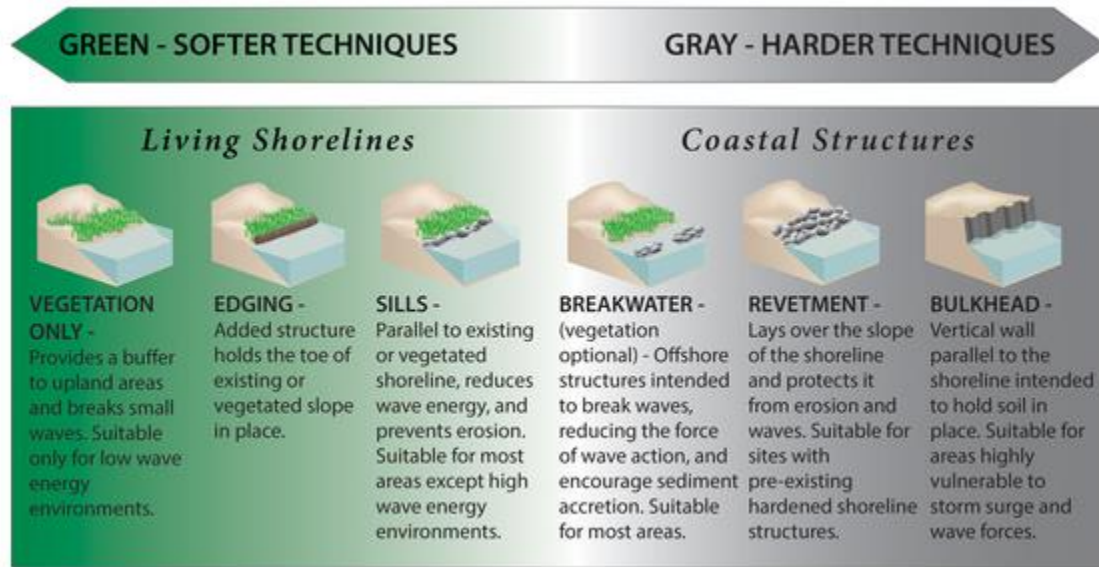 GREEN - SOFTER TECHNIQUES
GRAY - HARDER TECHNIQUES
Living Shorelines
Coastal Structures
VEGETATION
ONLY -
Provides a buffer
to upland areas
and breaks small
waves. Suitable
only for low wave
energy
environments.
EDGING -
Added structure
holds the toe of
existing or
vegetated slope
in place.
SILLS -
Parallel to existing
or vegetated
shoreline, reduces
wave energy, and
prevents erosion.
Suitable for most
areas except high
wave energy
environments.
BREAKWATER -
(vegetation
optional) - Offshore
structures intended
to break waves,
reducing the force
of wave action, and
encourage sediment
accretion. Suitable
for most areas.
REVETMENT -
Lays over the slope
of the shoreline
and protects it
from erosion and
waves. Suitable for
sites with
pre-existing
hardened shoreline
structures.
BULKHEAD -
Vertical wall
parallel to the
shoreline intended
to hold soil in
place. Suitable for
areas highly
vulnerable to
storm surge and
wave forces.